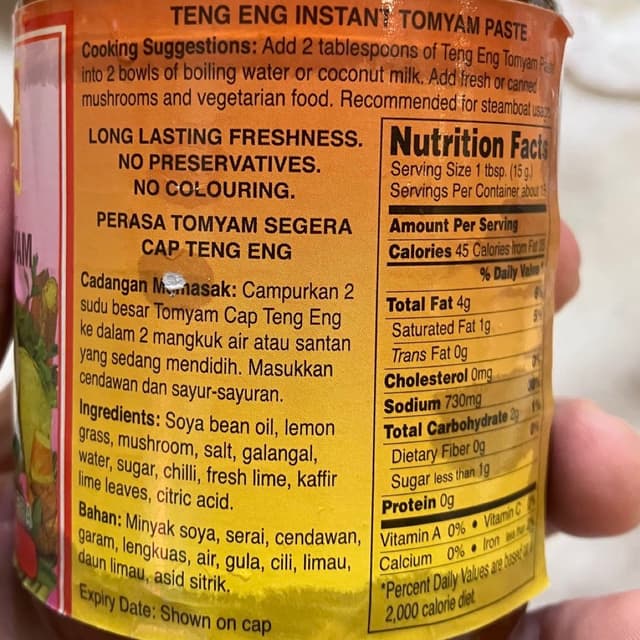 TENG ENG INSTANT TOMYAM PASTE
Cooking Suggestions: Add 2 tablespoons of Teng Eng Tomyam
into 2 bowls of boiling water or coconut milk. Add fresh or canned
mushrooms and vegetarian food. Recommended for steamboat
LONG LASTING FRESHNESS.
NO PRESERVATIVES.
NO COLOURING.
PERASA TOMYAM SEGERA
CAP TENG ENG
Cadangan Memasak: Campurkan 2
sudu besar Tomyam Cap Teng Eng
ke dalam 2 mangkuk air atau santan
yang sedang mendidih. Masukkan
cendawan dan sayur-sayuran.
Ingredients: Soya bean oil, lemon
grass, mushroom, salt, galangal,
water, sugar, chilli, fresh lime, kaffir
lime leaves, citric acid.
Bahan: Minyak soya, serai, cendawan,
garam, lengkuas, air, gula, cili, limau,
daun limau, asid sitrik.
Expiry Date: Shown on cap
Nutrition Facts
Serving Size 1 tbsp. (15 g.)
Servings Per Container about
Amount Per Serving
Calories 45 Calories from Fat
% Daily Value*
Total Fat 4g 6%
Saturated Fat 1g 5%
Trans Fat 0g
Cholesterol 0mg 0%
Sodium 730mg 30%
Total Carbohydrate 2g 1%
Dietary Fiber 0g 0%
Sugar less than 1g
Protein 0g
Vitamin A 0% • Vitamin C
Calcium 0% • Iron less than
*Percent Daily Values are based on a
2,000 calorie diet.